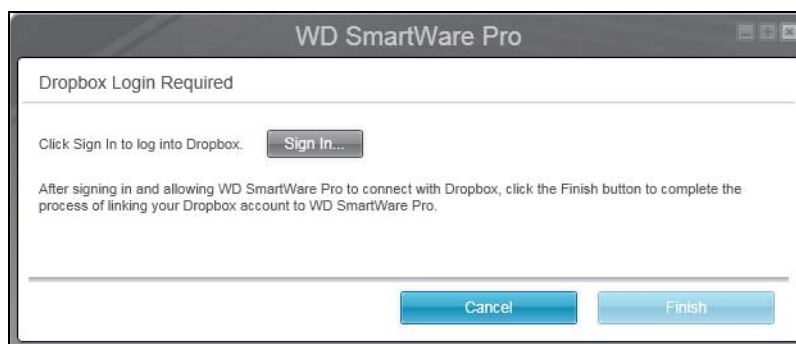 WD SmartWare Pro
Dropbox Login Required
Click Sign In to log into Dropbox. Sign In...
After signing in and allowing WD SmartWare Pro to connect with Dropbox, click the Finish button to complete the
process of linking your Dropbox account to WD SmartWare Pro.
Cancel Finish